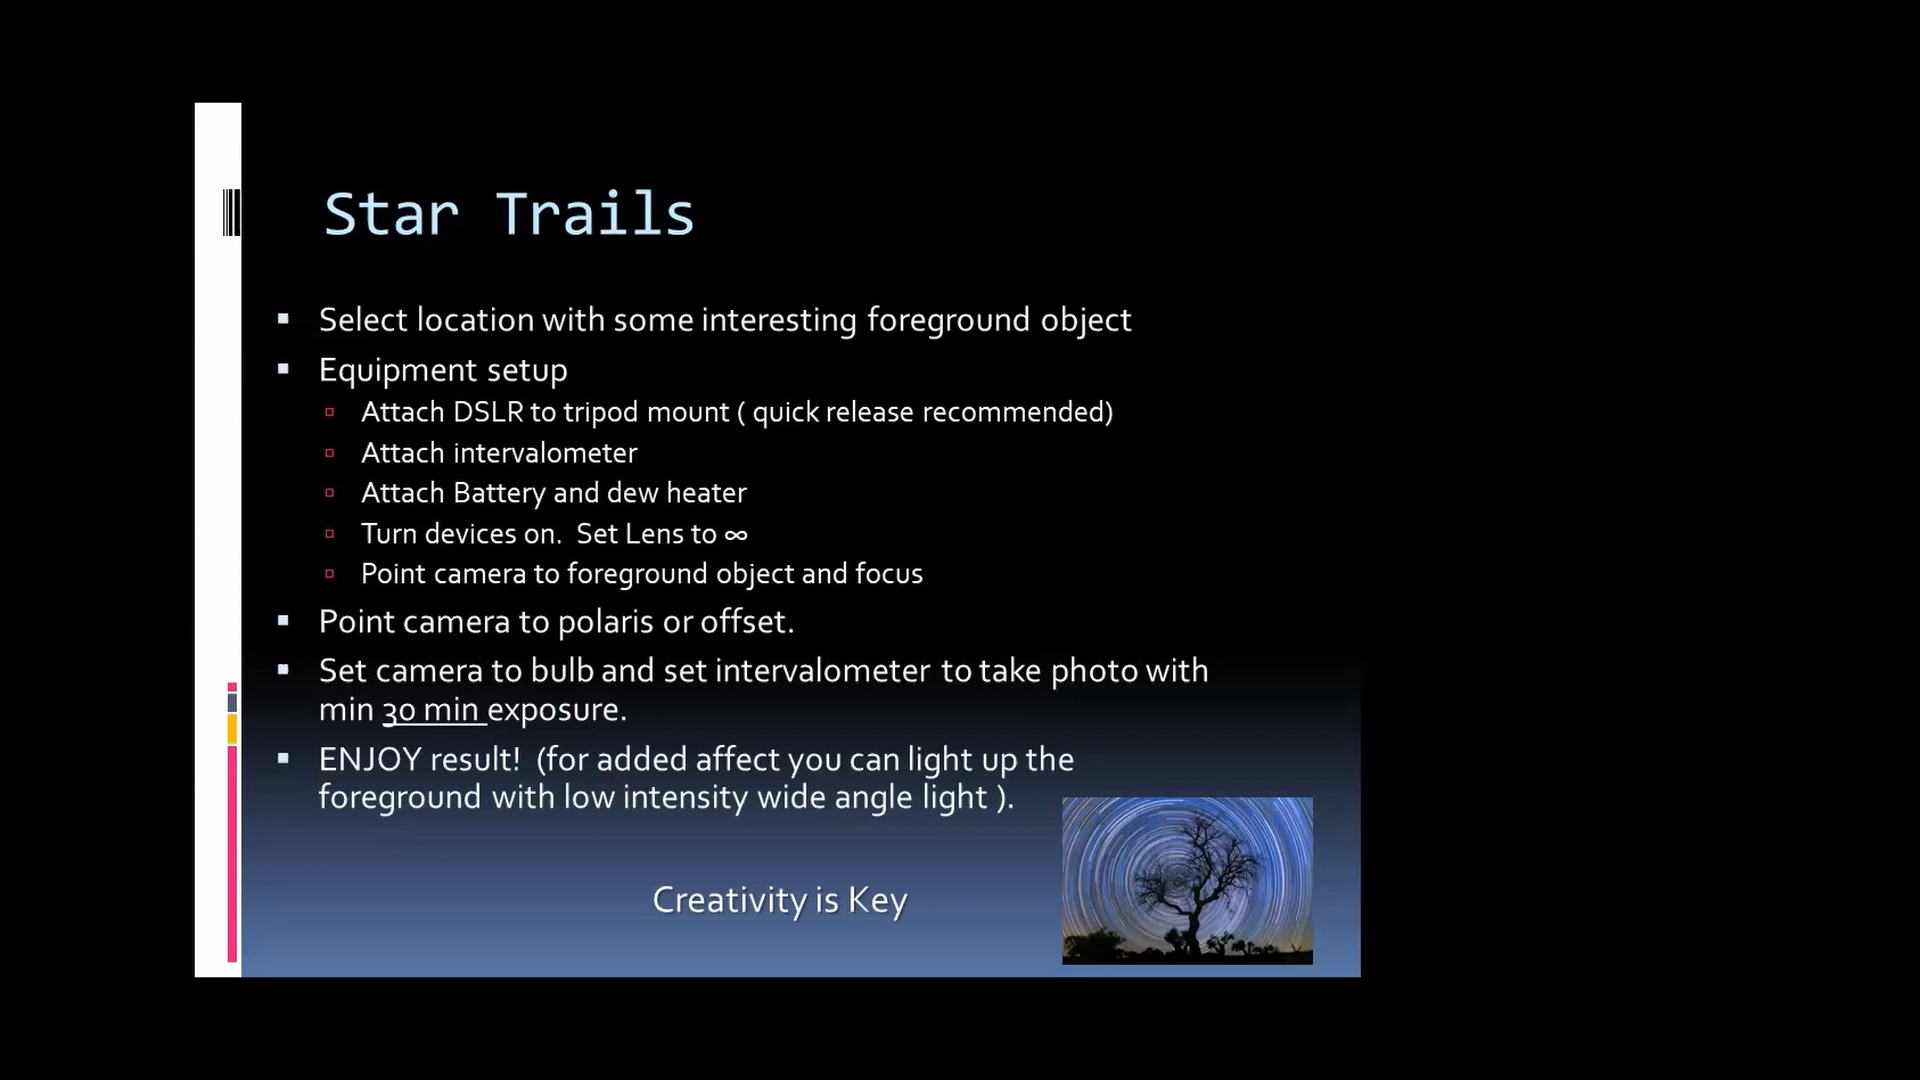 Star Trails
Select location with some interesting foreground object
Equipment setup
Attach DSLR to tripod mount ( quick release recommended)
Attach intervalometer
Attach Battery and dew heater
Turn devices on.  Set Lens to ∞
Point camera to foreground object and focus
Point camera to polaris or offset.
Set camera to bulb and set intervalometer to take photo with
min 30 min exposure.
ENJOY result!  (for added affect you can light up the
foreground with low intensity wide angle light ).
Creativity is Key